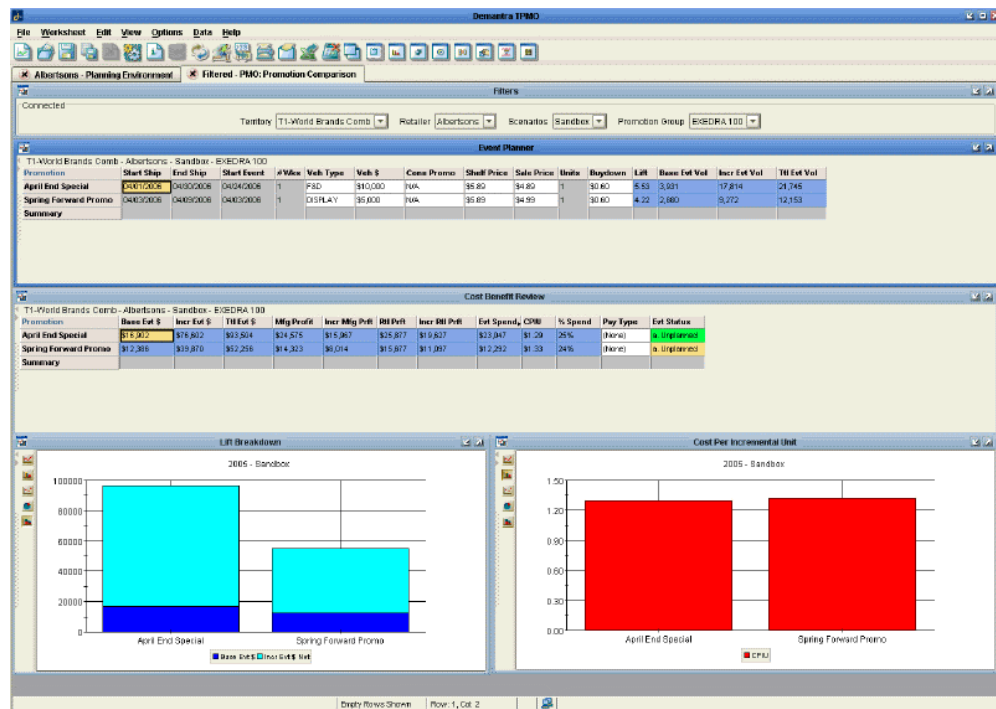 Demantra TPMO
File Worksheet Edit View Options Data Help
Albertsons - Planning Environment Filtered - PMO: Promotion Comparison
Filters
Connected
Territory T1-World Brands Comb Retailer Albertsons Scenarios Sandbox Promotion Group EXEDRA 100
Event Planner
T1-World Brands Comb - Albertsons - Sandbox - EXEDRA 100
Promotion Start Ship End Ship Start Event # Wks Veh Type Veh $ Cons Promo Shelf Price Sale Price Units Buydown Lift Base Evt Vol Incr Evt Vol Ttl Evt Vol
April End Special 04/01/2006 04/30/2006 04/24/2006 1 F&D $10,000 N/A $5.89 $4.89 1 $0.60 5.53 3,931 17,814 21,745
Spring Forward Promo 04/03/2006 04/09/2006 04/03/2006 1 DISPLAY $5,000 N/A $5.89 $4.99 1 $0.60 4.22 2,880 9,272 12,153
Summary
Cost Benefit Review
T1-World Brands Comb - Albertsons - Sandbox - EXEDRA 100
Promotion Base Evt $ Incr Evt $ Ttl Evt $ Mfg Profit Incr Mfg Prft Rtl Prft Incr Rtl Prft Evt Spend, CPIU % Spend Pay Type Evt Status
April End Special $16,902 $76,602 $93,504 $24,575 $15,967 $25,877 $19,637 $23,047 $1.29 25% (None) a. Unplanned
Spring Forward Promo $12,386 $39,870 $52,256 $14,323 $8,014 $15,677 $11,097 $12,292 $1.33 24% (None) a. Unplanned
Summary
Lift Breakdown
2006 - Sandbox
100000
80000
60000
40000
20000
0
April End Special Spring Forward Promo
Base Evt $ Incr Evt $ Net
Cost Per Incremental Unit
2006 - Sandbox
1.50
1.20
0.90
0.60
0.30
0.00
April End Special Spring Forward Promo
CPIU
Empty Rows Shown Row: 1, Col: 2